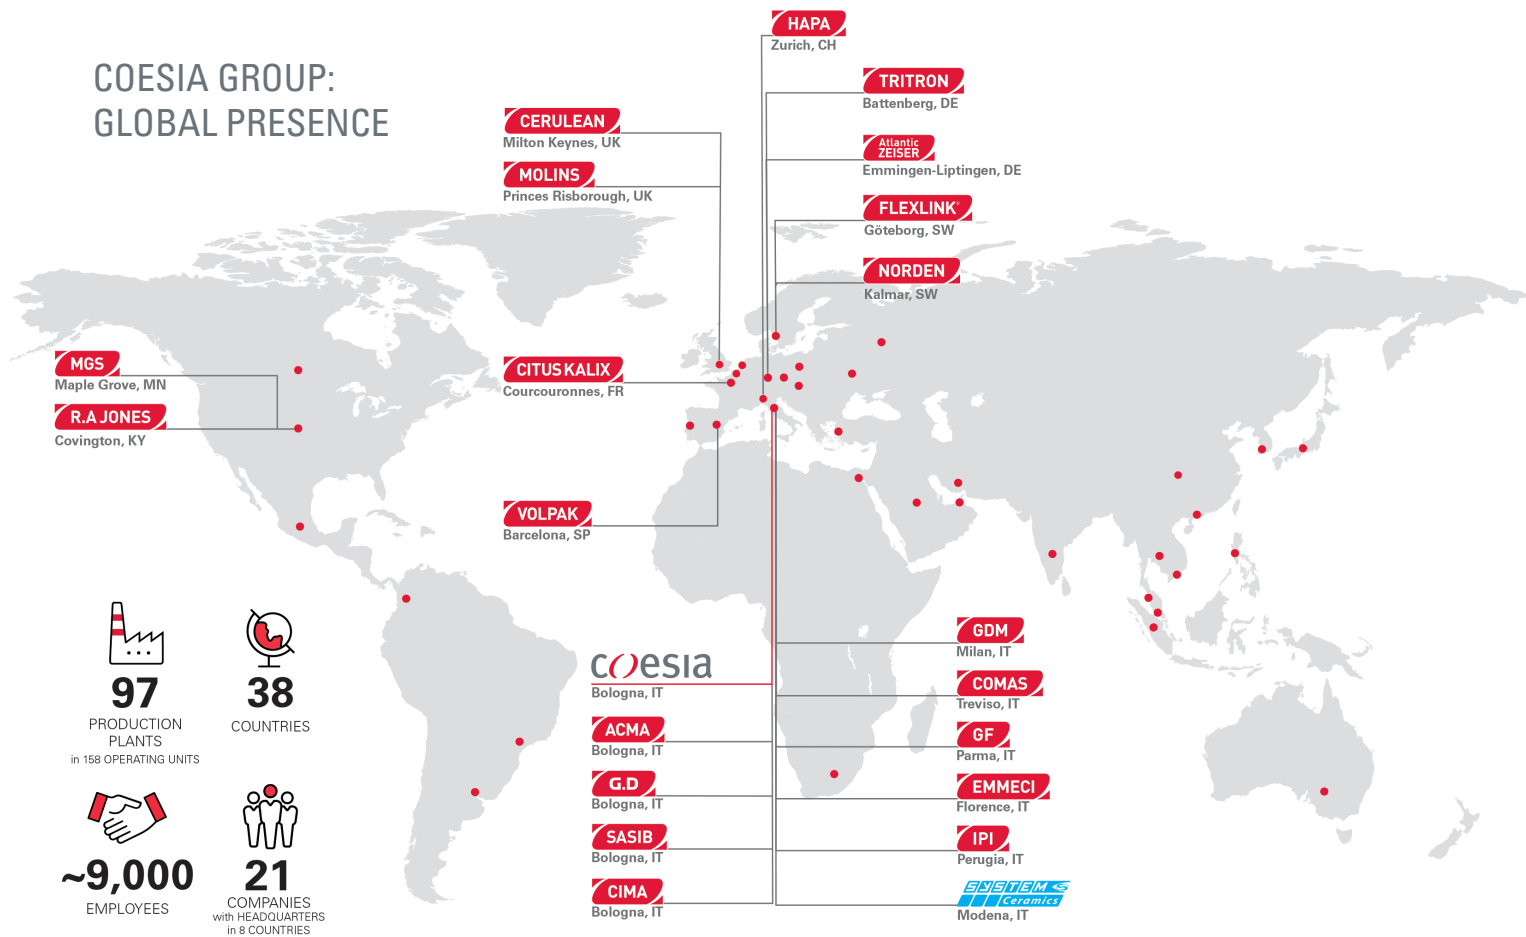 COESIA GROUP:
GLOBAL PRESENCE
HAPA
Zurich, CH
TRITRON
Battenberg, DE
Atlantic
ZEISER
Emmingen-Liptingen, DE
FLEXLINK®
Göteborg, SW
NORDEN
Kalmar, SW
CERULEAN
Milton Keynes, UK
MOLINS
Princes Risborough, UK
MGS
Maple Grove, MN
R.A JONES
Covington, KY
CITUS KALIX
Courcouronnes, FR
VOLPAK
Barcelona, SP
coesia
Bologna, IT
ACMA
Bologna, IT
G.D
Bologna, IT
SASIB
Bologna, IT
CIMA
Bologna, IT
GDM
Milan, IT
COMAS
Treviso, IT
GF
Parma, IT
EMMECI
Florence, IT
IPI
Perugia, IT
SYSTEM
Ceramics
Modena, IT
97
PRODUCTION
PLANTS
in 158 OPERATING UNITS
38
COUNTRIES
~9,000
EMPLOYEES
21
COMPANIES
with HEADQUARTERS
in 8 COUNTRIES